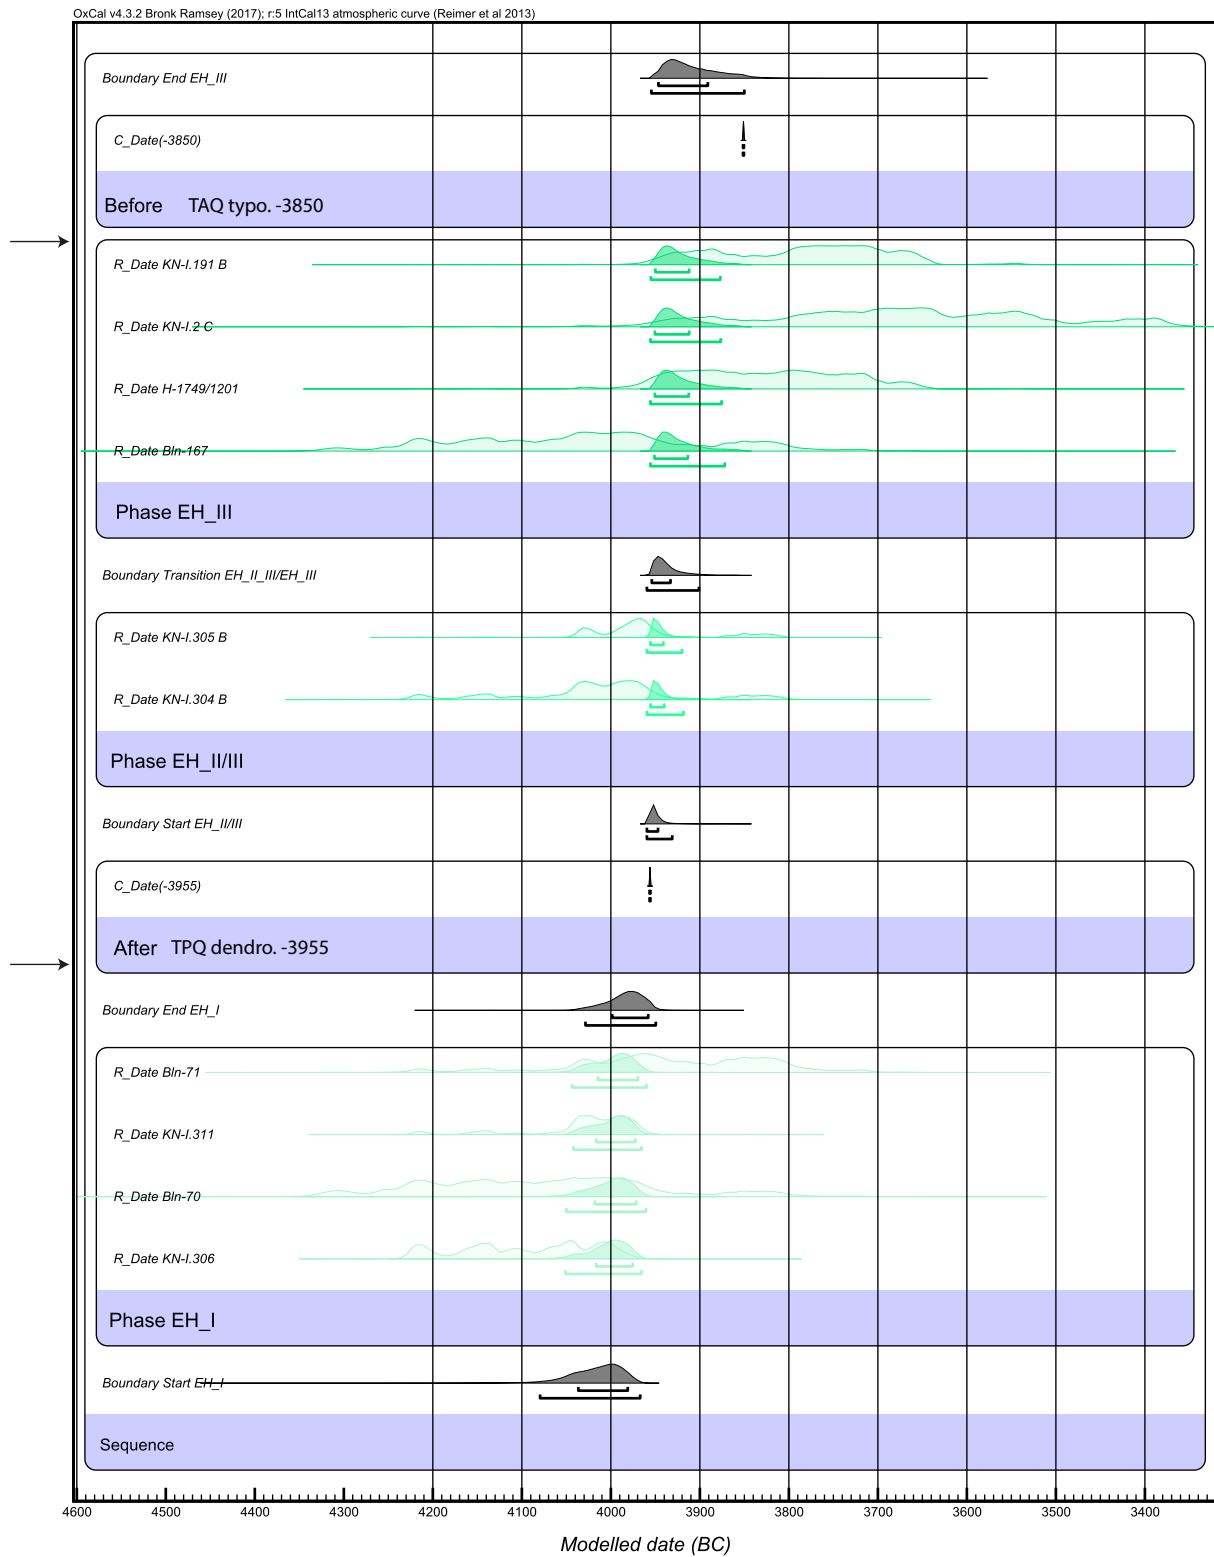 OxCal v4.3.2 Bronk Ramsey (2017); r:5 IntCal13 atmospheric curve (Reimer et al 2013)
Boundary End EH_III
C_Date(-3850)
Before TAQ typo. -3850
R_Date KN-I.191 B
R_Date KN-I.2 C
R_Date H-1749/1201
R_Date Bln-167
Phase EH_III
Boundary Transition EH_II_III/EH_III
R_Date KN-I.305 B
R_Date KN-I.304 B
Phase EH_II/III
Boundary Start EH_II/III
C_Date(-3955)
After TPQ dendro. -3955
Boundary End EH_I
R_Date Bln-71
R_Date KN-I.311
R_Date Bln-70
R_Date KN-I.306
Phase EH_I
Boundary Start EH_I
Sequence
4600 4500 4400 4300 4200 4100 4000 3900 3800 3700 3600 3500 3400
Modelled date (BC)